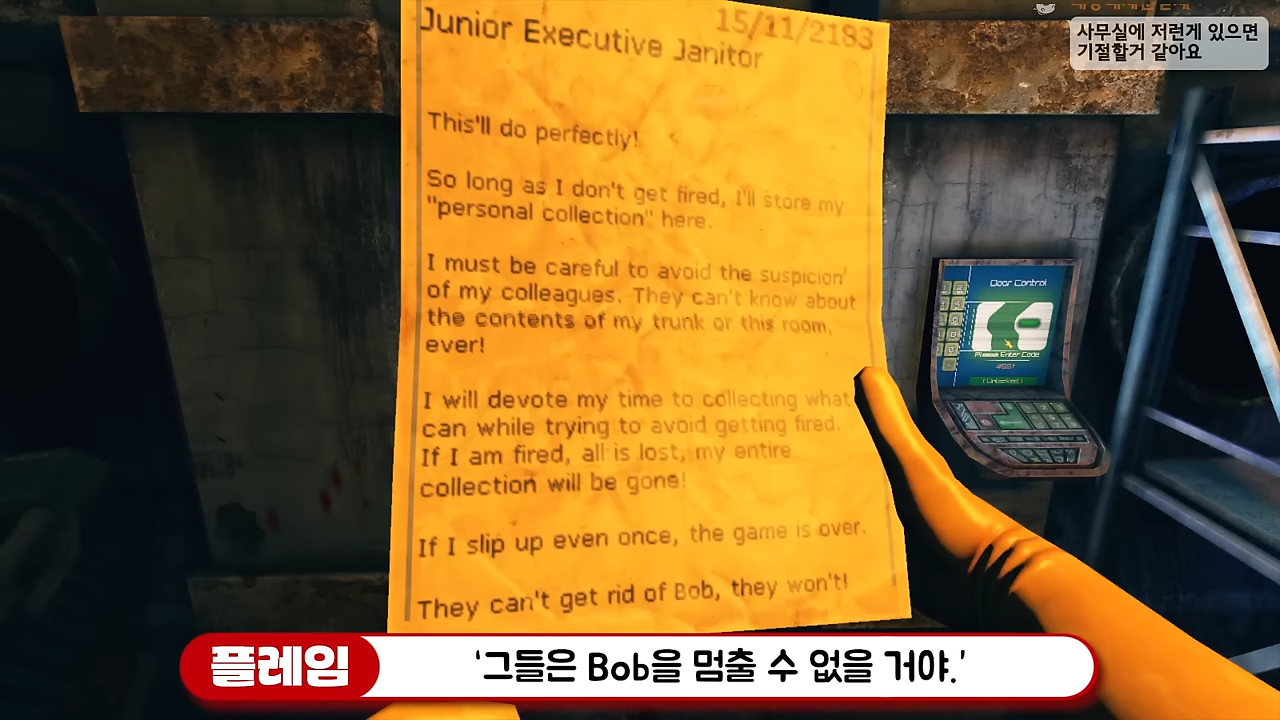 15/11/2183
Junior Executive Janitor
사무실에 저런게 있으면
기절할거 같아요
This'll do perfectly!
So long as I don't get fired, I'll store my
"personal collection" here.
I must be careful to avoid the suspicion
of my colleagues. They can't know about
the contents of my trunk or this room,
ever!
I will devote my time to collecting what
can while trying to avoid getting fired.
If I am fired, all is lost, my entire
collection will be gone!
If I slip up even once, the game is over.
They can't get rid of Bob, they won't!
Door Control
Please Enter Code
(Unlocked)
플레임
‘그들은 Bob을 멈출 수 없을 거야.’